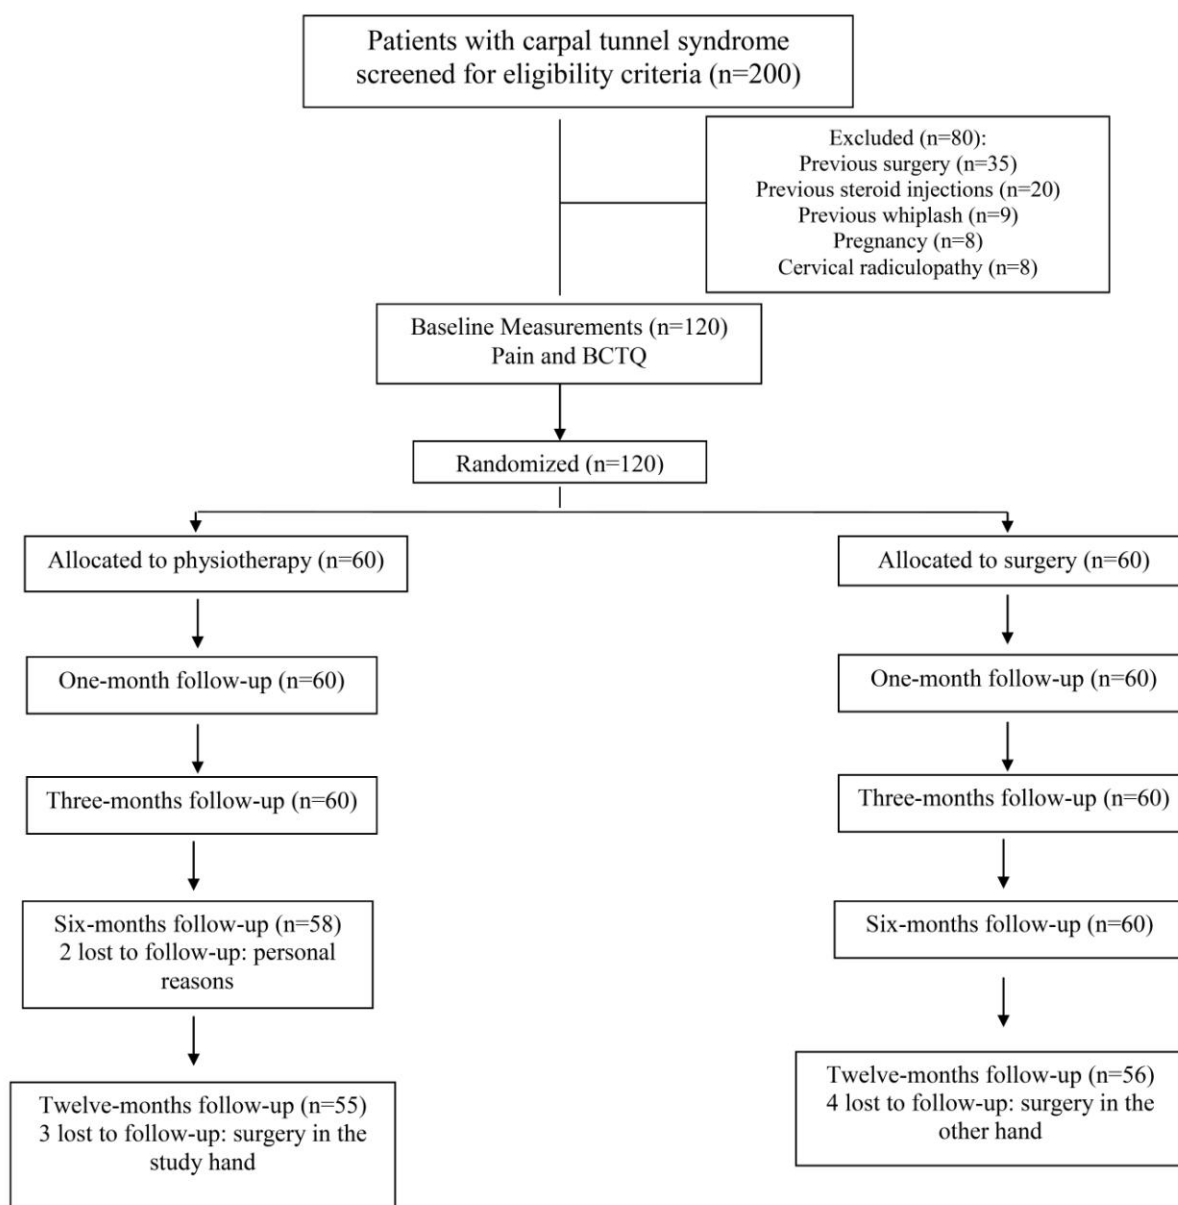 Patients with carpal tunnel syndrome
screened for eligibility criteria (n=200)
Excluded (n=80):
Previous surgery (n=35)
Previous steroid injections (n=20)
Previous whiplash (n=9)
Pregnancy (n=8)
Cervical radiculopathy (n=8)
Baseline Measurements (n=120)
Pain and BCTQ
Randomized (n=120)
Allocated to physiotherapy (n=60)
Allocated to surgery (n=60)
One-month follow-up (n=60)
One-month follow-up (n=60)
Three-months follow-up (n=60)
Three-months follow-up (n=60)
Six-months follow-up (n=58)
2 lost to follow-up: personal
reasons
Six-months follow-up (n=60)
Twelve-months follow-up (n=55)
3 lost to follow-up: surgery in the
study hand
Twelve-months follow-up (n=56)
4 lost to follow-up: surgery in the
other hand